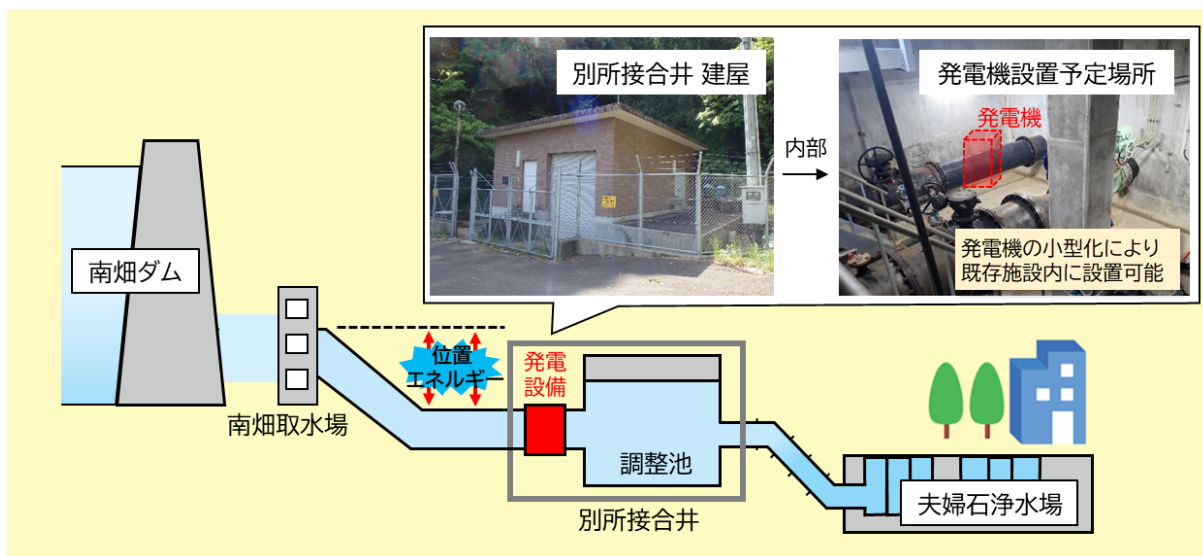 別所接合井 建屋
内部
発電機設置予定場所
発電機
発電機の小型化により
既存施設内に設置可能
南畑ダム
南畑取水場
位置
エネルギー
発電
設備
調整池
別所接合井
夫婦石浄水場